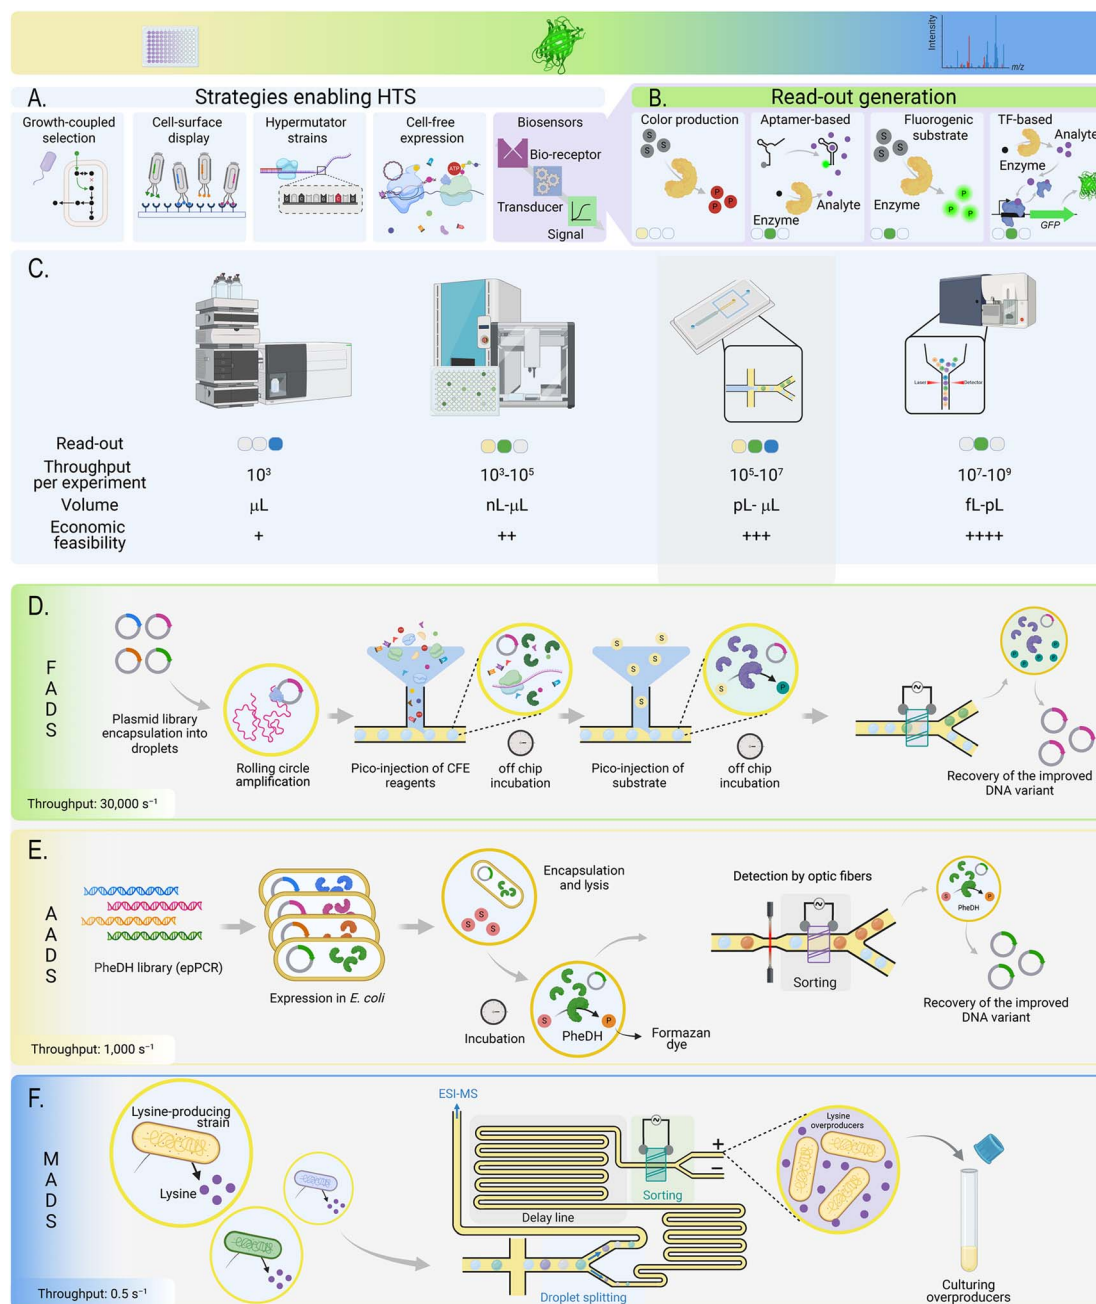 Intensity
m/z
A.
Strategies enabling HTS
B.
Read-out generation
Growth-coupled
selection
Cell-surface
display
Hypermutator
strains
Cell-free
expression
ATP
Biosensors
Bio-receptor
Transducer
Signal
Color production
S
S
S
P
P
P
Aptamer-based
Enzyme
Analyte
Fluorogenic
substrate
S
S
S
Enzyme
P
P
P
TF-based
Analyte
Enzyme
GFP
C.
Laser
Detector
Read-out
Throughput
per experiment
10³
10³-10⁵
10⁵-10⁷
10⁷-10⁹
Volume
μL
nL-μL
pL- μL
fL-pL
Economic
feasibility
+
++
+++
++++
D.
FADS
Plasmid library
encapsulation into
droplets
Rolling circle
amplification
Pico-injection of CFE
reagents
off chip
incubation
S
S
S
S
S
Pico-injection of
substrate
S
P
off chip
incubation
Recovery of the improved
DNA variant
Throughput: 30,000 s⁻¹
E.
AADS
PheDH library (epPCR)
Expression in E. coli
S
S
S
Encapsulation
and lysis
Incubation
S
P
PheDH
Formazan
dye
Detection by optic fibers
Sorting
S
P
PheDH
Recovery of the improved
DNA variant
Throughput: 1,000 s⁻¹
F.
MADS
Lysine-producing
strain
Lysine
ESI-MS
Delay line
Sorting
+
−
Droplet splitting
Lysine
overproducers
Culturing
overproducers
Throughput: 0.5 s⁻¹